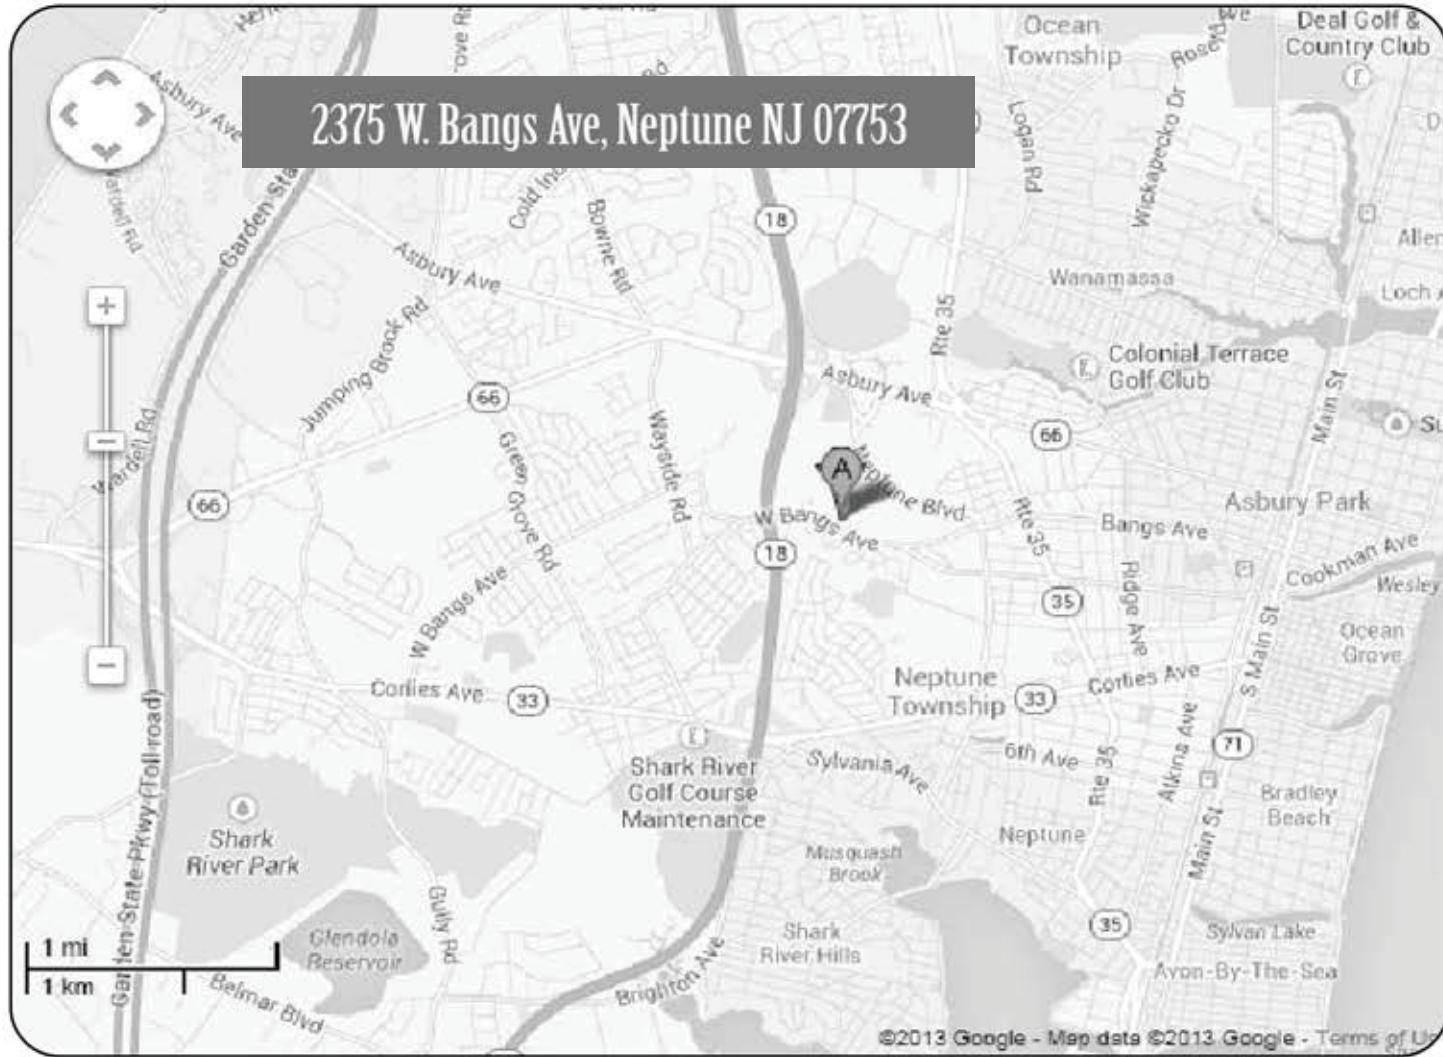 Ocean
Township
Deal Golf &
Country Club
2375 W. Bangs Ave, Neptune NJ 07753
Asbury Ave
Logan Rd
Wickapecko Dr
18
Bowne Rd
Asbury Ave
Wanamassa
Jumping Brook Rd
Rte 35
Colonial Terrace
Golf Club
Asbury Ave
Main St
66
66
Wardell Rd
Green Grove Rd
Wayside Rd
A
Neptune Blvd
66
W Bangs Ave
Rte 35
Bangs Ave
Asbury Park
18
Cookman Ave
Wesley
W Bangs Ave
35
Ridge Ave
Ocean
Grove
S Main St
Corlies Ave
33
Neptune
Township
33
Corlies Ave
Shark River
Golf Course
Maintenance
Sylvania Ave
6th Ave
Rte 35
Atkins Ave
71
Bradley
Beach
Shark
River Park
Garden State Pkwy (Toll road)
Neptune
Main St
Musquash
Brook
Glendola
Reservoir
Gully Rd
Shark
River Hills
35
Sylvan Lake
Avon-By-The-Sea
1 mi
1 km
Belmar Blvd
Brighton Ave
©2013 Google - Map data ©2013 Google - Terms of